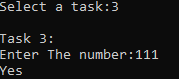 Select a task:3
Task 3:
Enter The number:111
Yes